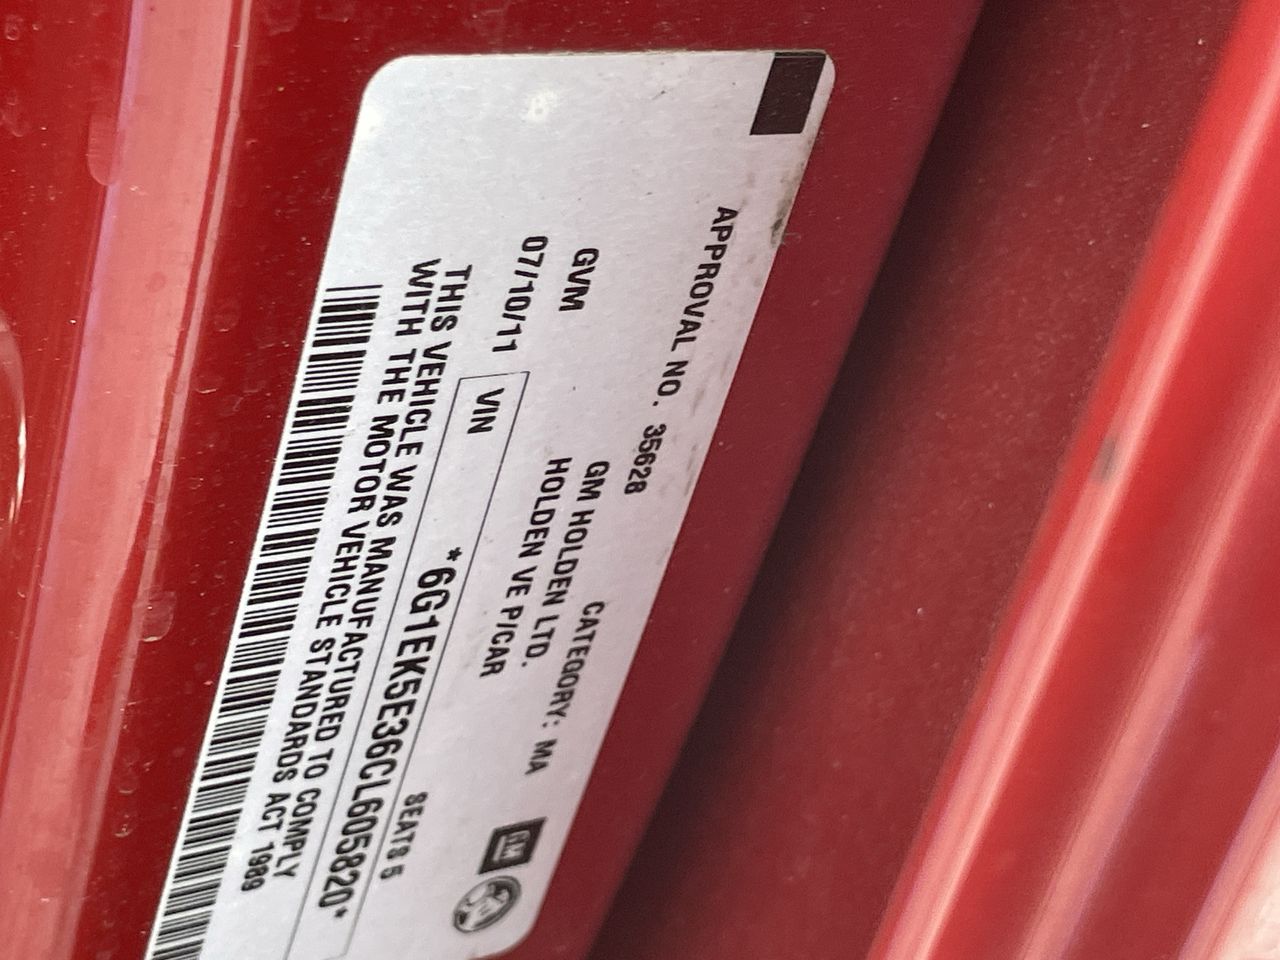 APPROVAL NO. 35628
CATEGORY: MA
GM
GM HOLDEN LTD.
GVM
HOLDEN VE P/CAR
07/10/11
SEATS 5
VIN
*6G1EK5E36CL605820*
THIS VEHICLE WAS MANUFACTURED TO COMPLY
WITH THE MOTOR VEHICLE STANDARDS ACT 1989